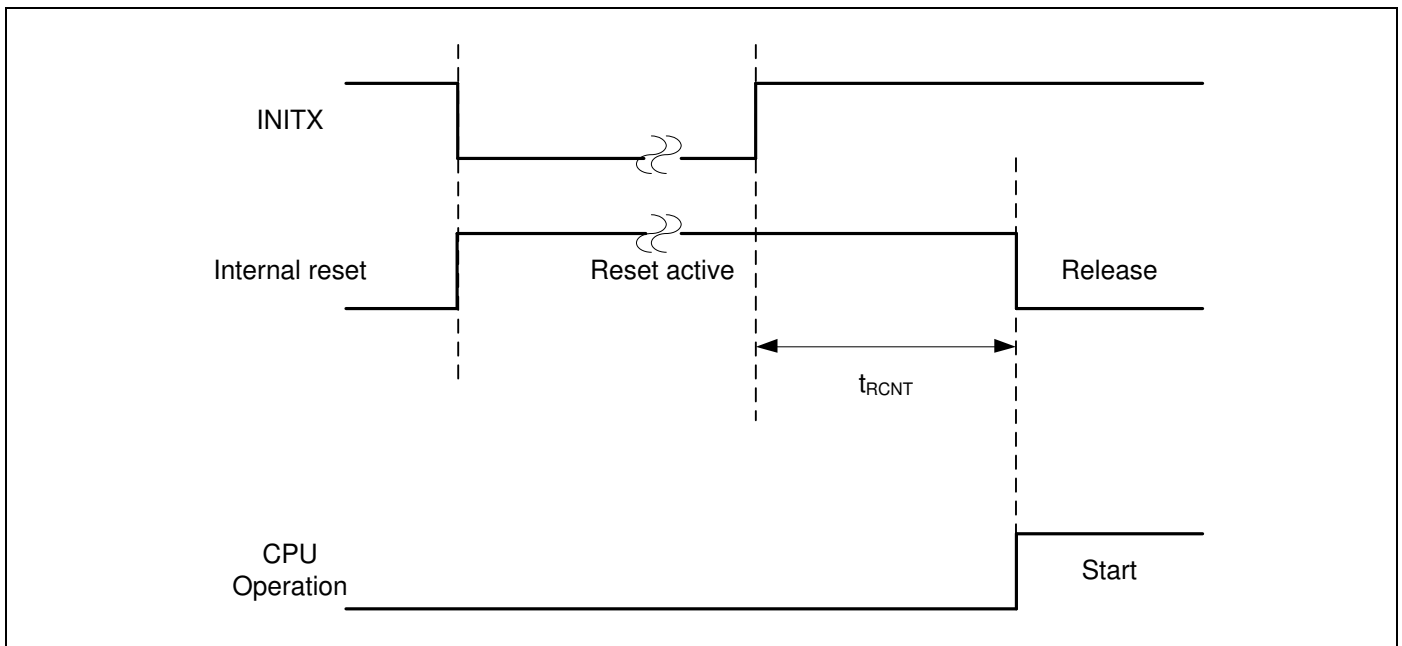 INITX
Internal reset
Reset active
Release
tRCNT
CPU
Operation
Start